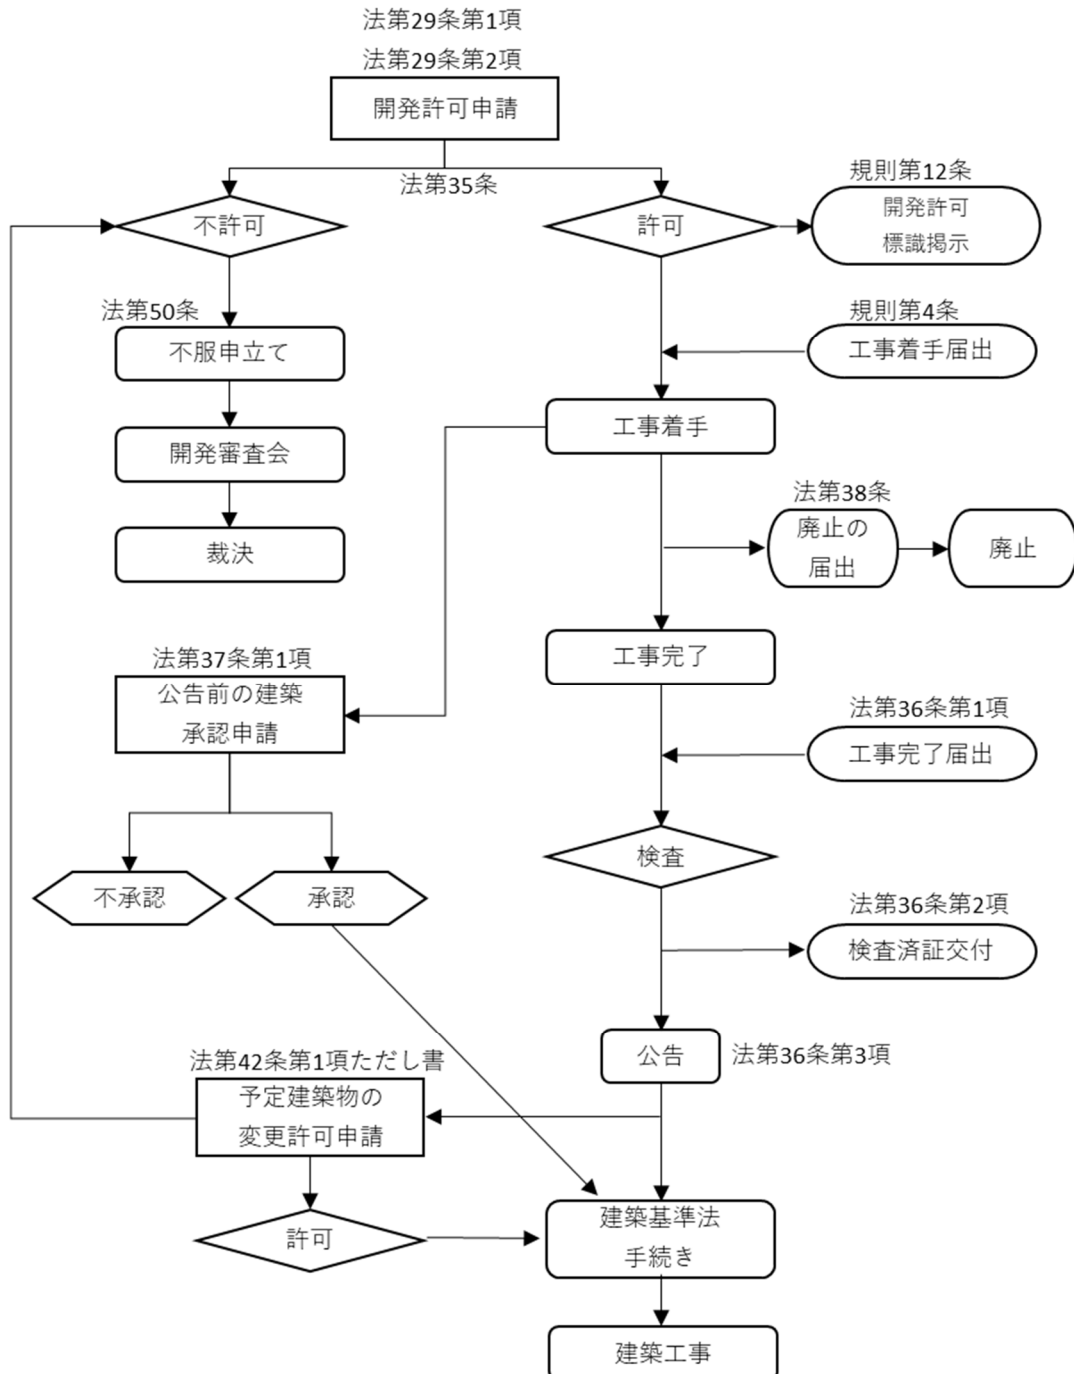 法第29条第1項
法第29条第2項
開発許可申請
法第35条
規則第12条
不許可
許可
開発許可
標識掲示
法第50条
規則第4条
不服申立て
工事着手届出
工事着手
開発審査会
法第38条
廃止の
届出
廃止
裁決
工事完了
法第37条第1項
公告前の建築
承認申請
法第36条第1項
工事完了届出
検査
不承認
承認
法第36条第2項
検査済証交付
公告
法第36条第3項
法第42条第1項ただし書
予定建築物の
変更許可申請
許可
建築基準法
手続き
建築工事